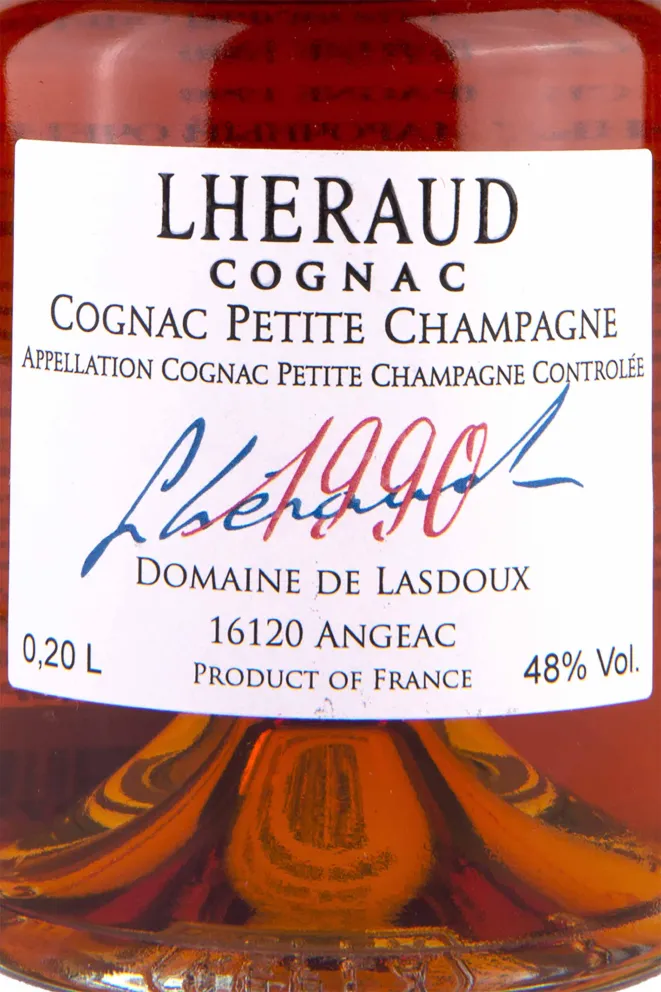 LHERAUD
COGNAC
COGNAC PETITE CHAMPAGNE
APPELLATION COGNAC PETITE CHAMPAGNE CONTROLÉE
Lhéraud
1990
DOMAINE DE LASDOUX
16120 ANGEAC
0,20 L
PRODUCT OF FRANCE
48% Vol.